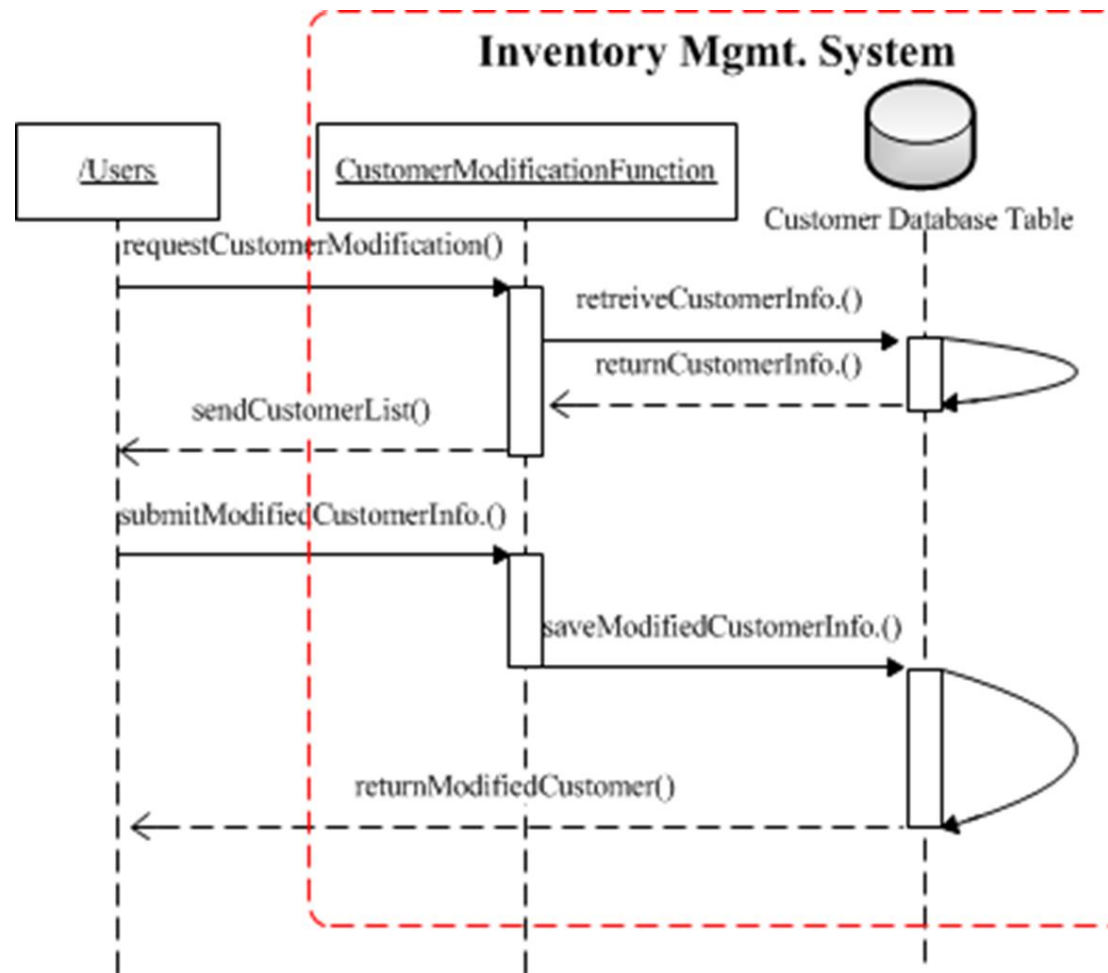 Inventory Mgmt. System
/Users
CustomerModificationFunction
Customer Database Table
requestCustomerModification()
retreiveCustomerInfo.()
returnCustomerInfo.()
sendCustomerList()
submitModifiedCustomerInfo.()
saveModifiedCustomerInfo.()
returnModifiedCustomer()